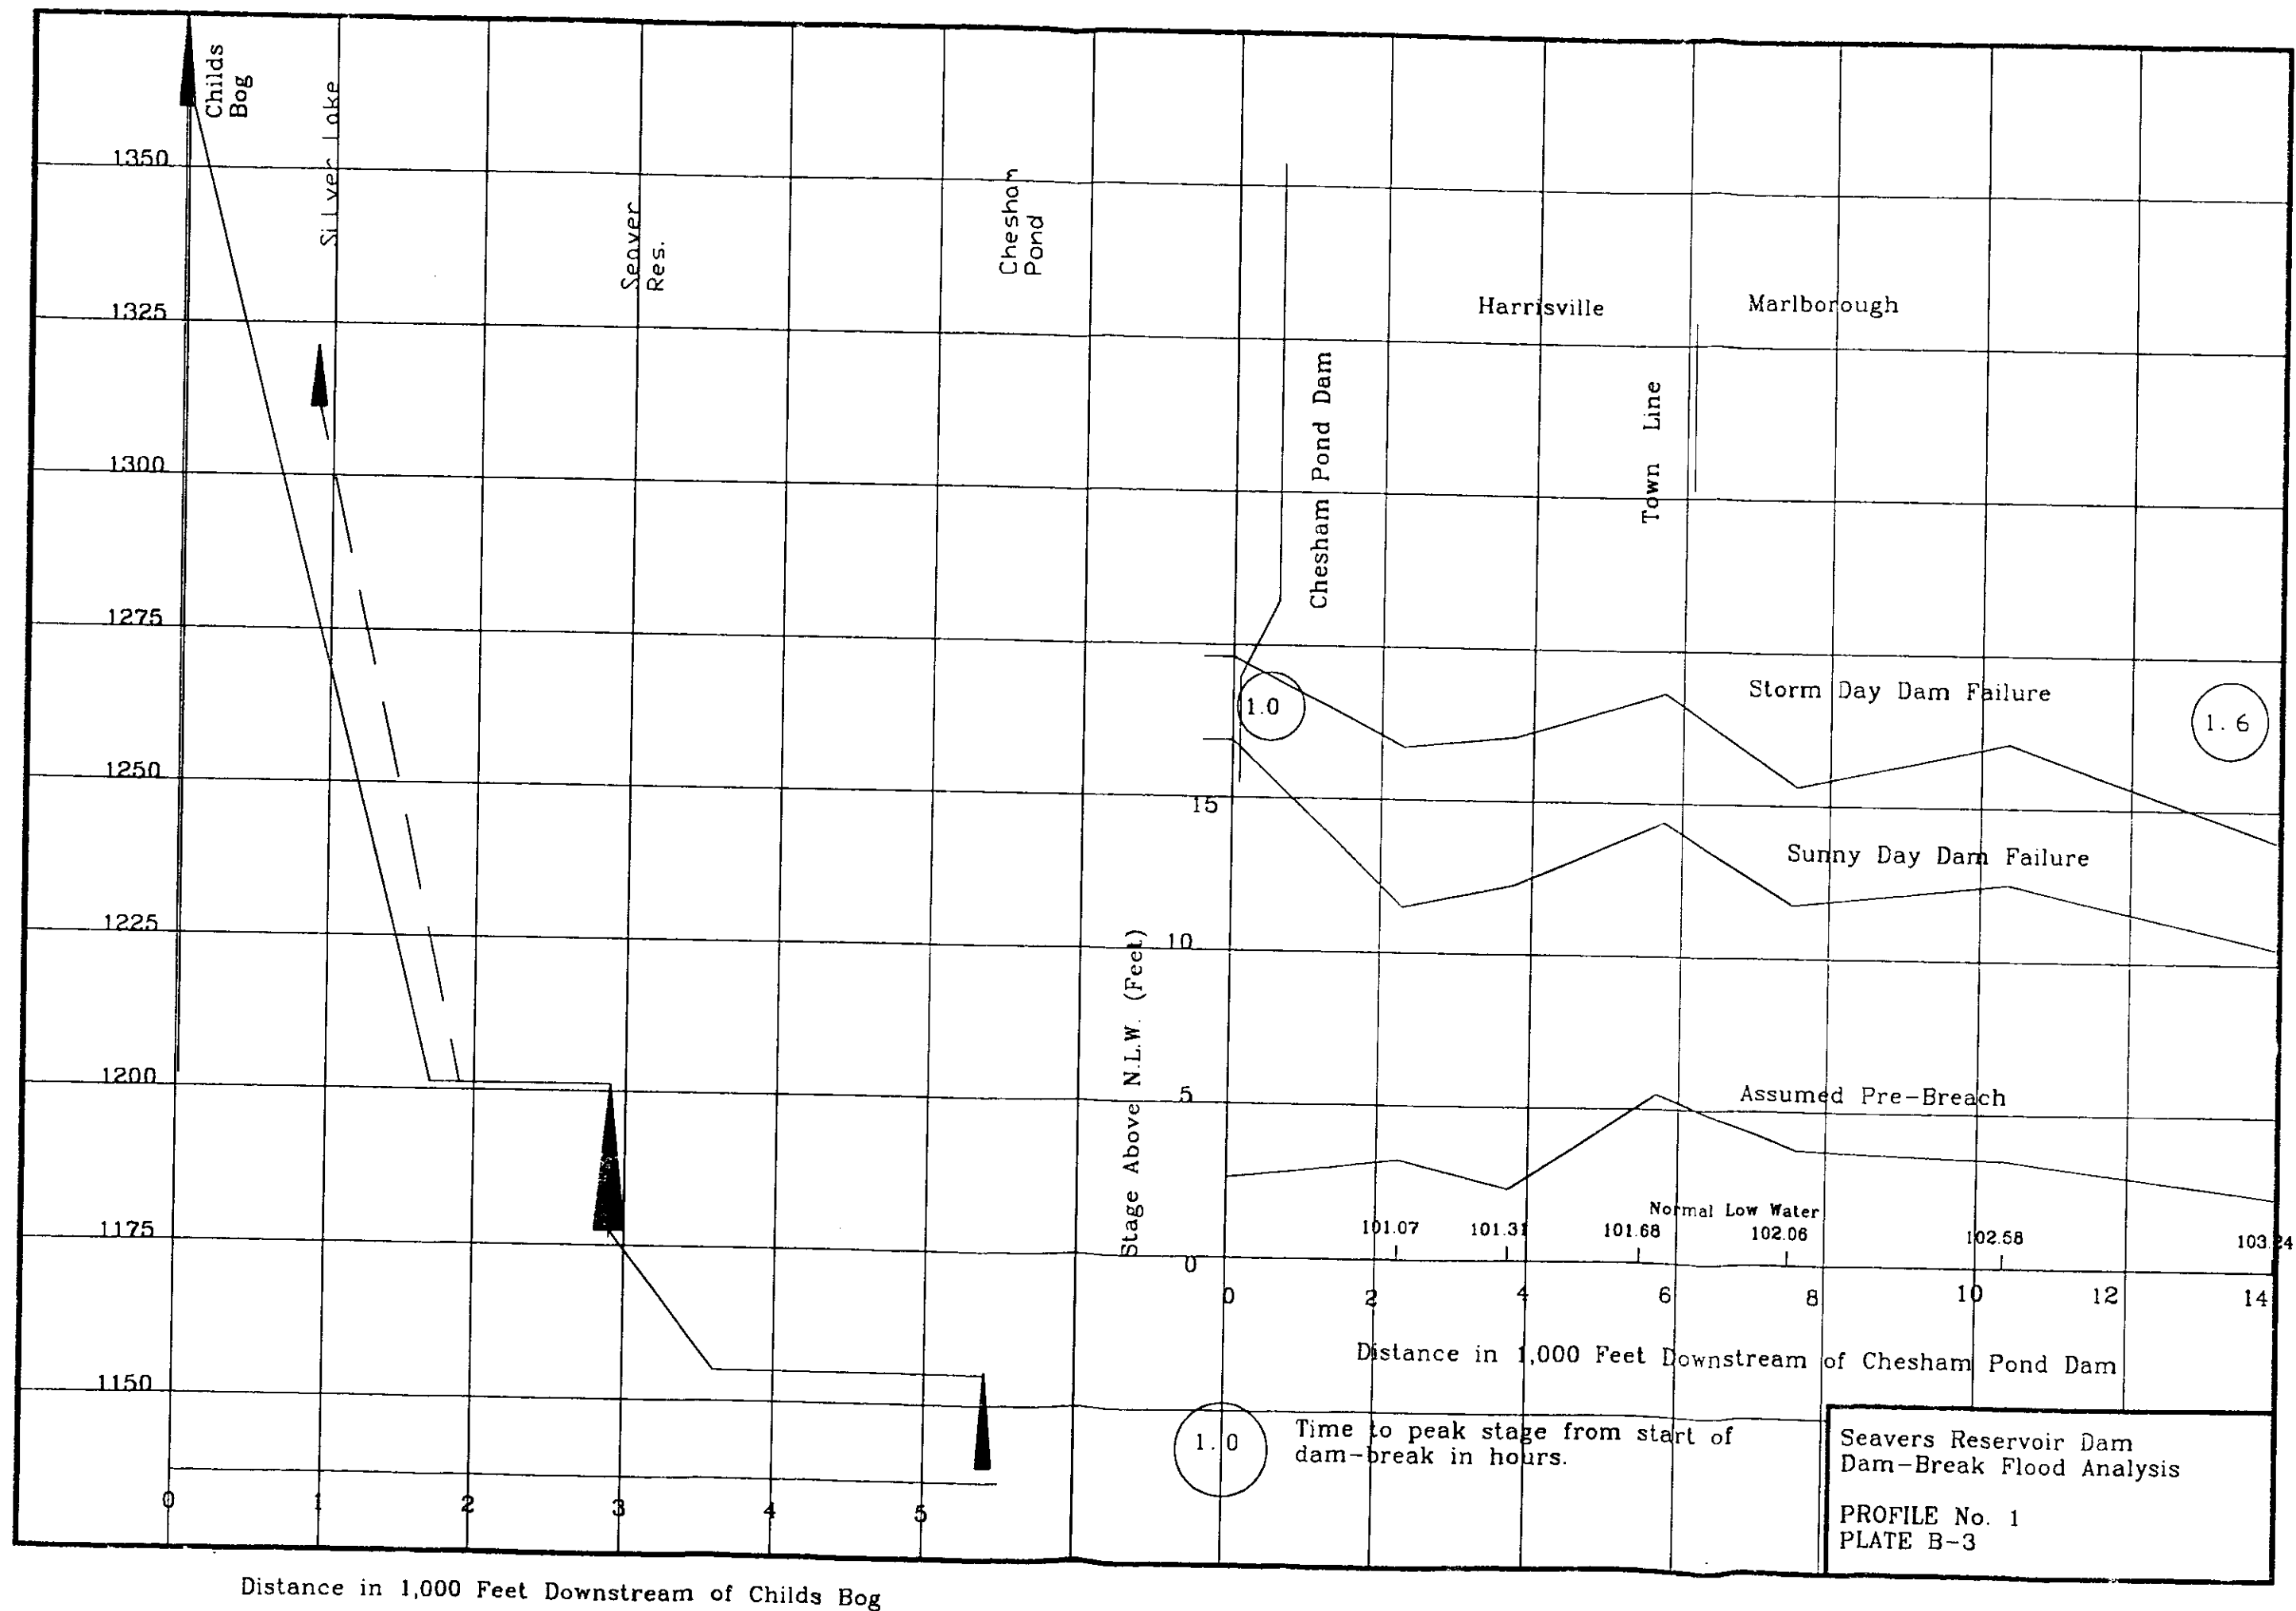 Childs
Bog
Silver Lake
Seaver
Res.
Chesham
Pond
1350
1325
1300
1275
1250
1225
1200
1175
1150
0 1 2 3 4 5
Distance in 1,000 Feet Downstream of Childs Bog
Harrisville
Marlborough
Town Line
Chesham Pond Dam
1.0
Storm Day Dam Failure
1.6
Sunny Day Dam Failure
Assumed Pre-Breach
Stage Above N.L.W. (Feet)
15
10
5
0
Normal Low Water
101.07 101.31 101.68 102.06 102.58 103.24
0 2 4 6 8 10 12 14
Distance in 1,000 Feet Downstream of Chesham Pond Dam
1.0
Time to peak stage from start of
dam-break in hours.
Seavers Reservoir Dam
Dam-Break Flood Analysis
PROFILE No. 1
PLATE B-3